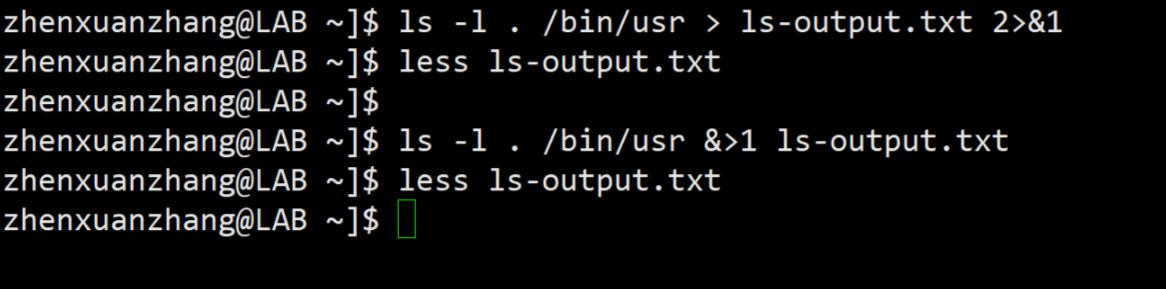 zhenxuanzhang@LAB ~]$ ls -l . /bin/usr > ls-output.txt 2>&1
zhenxuanzhang@LAB ~]$ less ls-output.txt
zhenxuanzhang@LAB ~]$
zhenxuanzhang@LAB ~]$ ls -l . /bin/usr &>1 ls-output.txt
zhenxuanzhang@LAB ~]$ less ls-output.txt
zhenxuanzhang@LAB ~]$